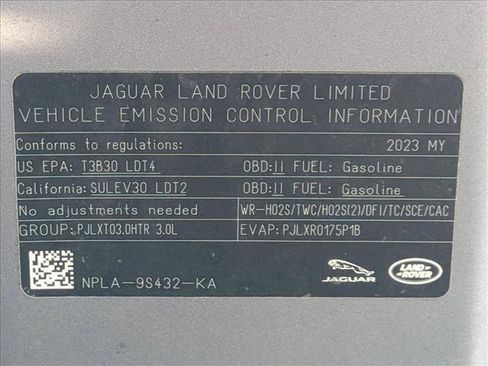 JAGUAR LAND ROVER LIMITED
VEHICLE EMISSION CONTROL INFORMATION
Conforms to regulations: 2023 MY
US EPA: T3B30 LDT4 OBD:II FUEL: Gasoline
California: SULEV30 LDT2 OBD:II FUEL: Gasoline
No adjustments needed WR-HO2S/TWC/HO2S(2)/DFI/TC/SCE/CAC
GROUP:PJLXT03.0HTR 3.0L EVAP: PJLXR0175P1B
NPLA-9S432-KA
JAGUAR
LAND ROVER